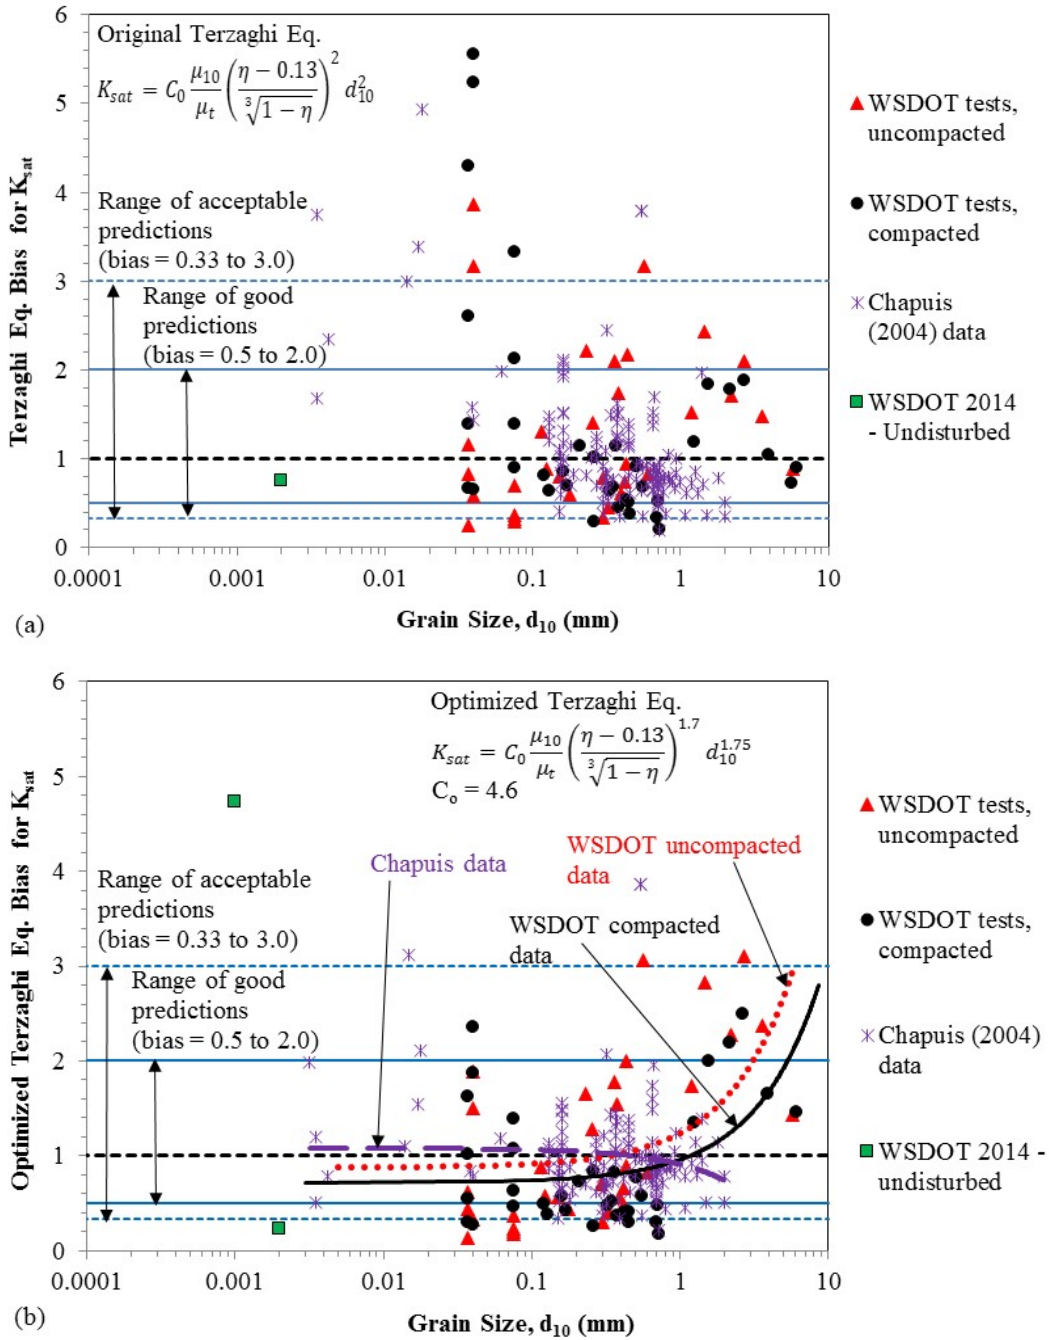 Original Terzaghi Eq.
K_sat = C_0 μ_10/μ_t ((η − 0.13)/∛(1 − η))^2 d_10^2
Range of acceptable
predictions
(bias = 0.33 to 3.0)
Range of good
predictions
(bias = 0.5 to 2.0)
Terzaghi Eq. Bias for K_sat
6
5
4
3
2
1
0
0.0001
0.001
0.01
0.1
1
10
Grain Size, d_10 (mm)
(a)
WSDOT tests,
uncompacted
WSDOT tests,
compacted
Chapuis
(2004) data
WSDOT 2014
- Undisturbed
Optimized Terzaghi Eq.
K_sat = C_0 μ_10/μ_t ((η − 0.13)/∛(1 − η))^1.7 d_10^1.75
C_o = 4.6
Chapuis data
WSDOT uncompacted
data
WSDOT compacted
data
Range of acceptable
predictions
(bias = 0.33 to 3.0)
Range of good
predictions
(bias = 0.5 to 2.0)
Optimized Terzaghi Eq. Bias for K_sat
6
5
4
3
2
1
0
0.0001
0.001
0.01
0.1
1
10
Grain Size, d_10 (mm)
(b)
WSDOT tests,
uncompacted
WSDOT tests,
compacted
Chapuis (2004)
data
WSDOT 2014 -
undisturbed